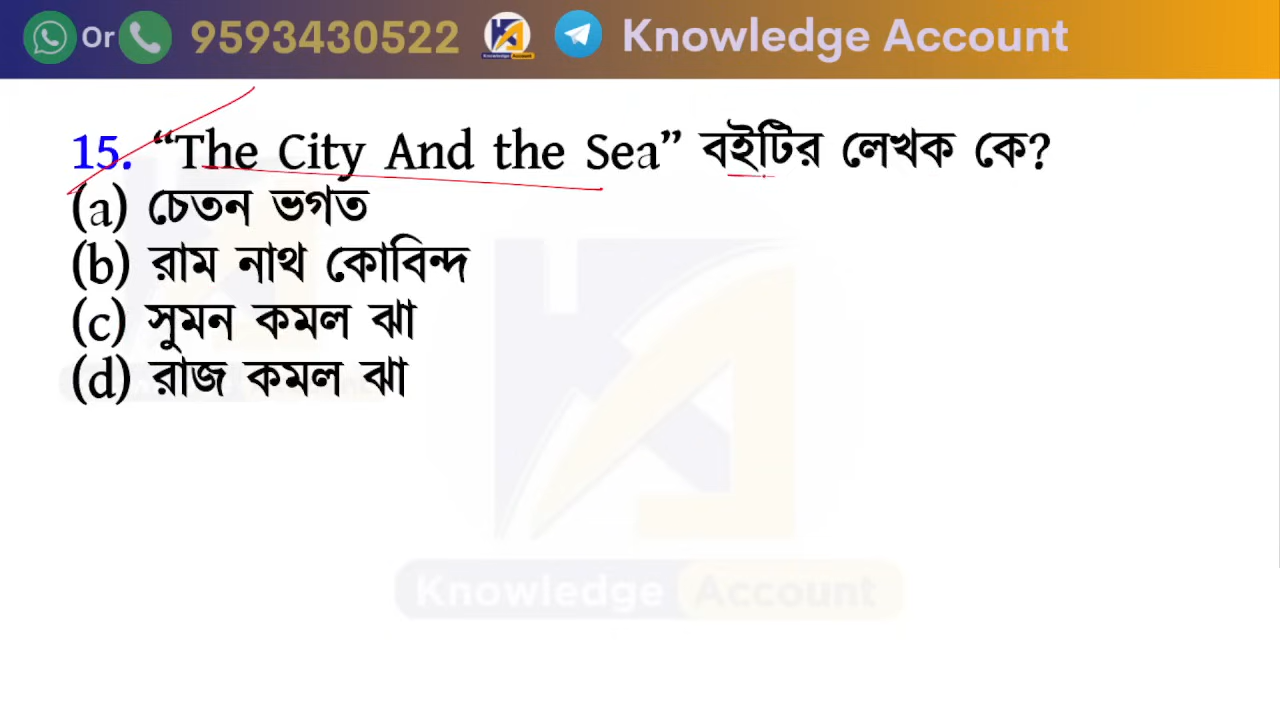 Or 9593430522 Knowledge Account
15. “The City And the Sea” বইটির লেখক কে?
(a) চেতন ভগত
(b) রাম নাথ কোবিন্দ
(c) সুমন কমল ঝা
(d) রাজ কমল ঝা
Knowledge Account